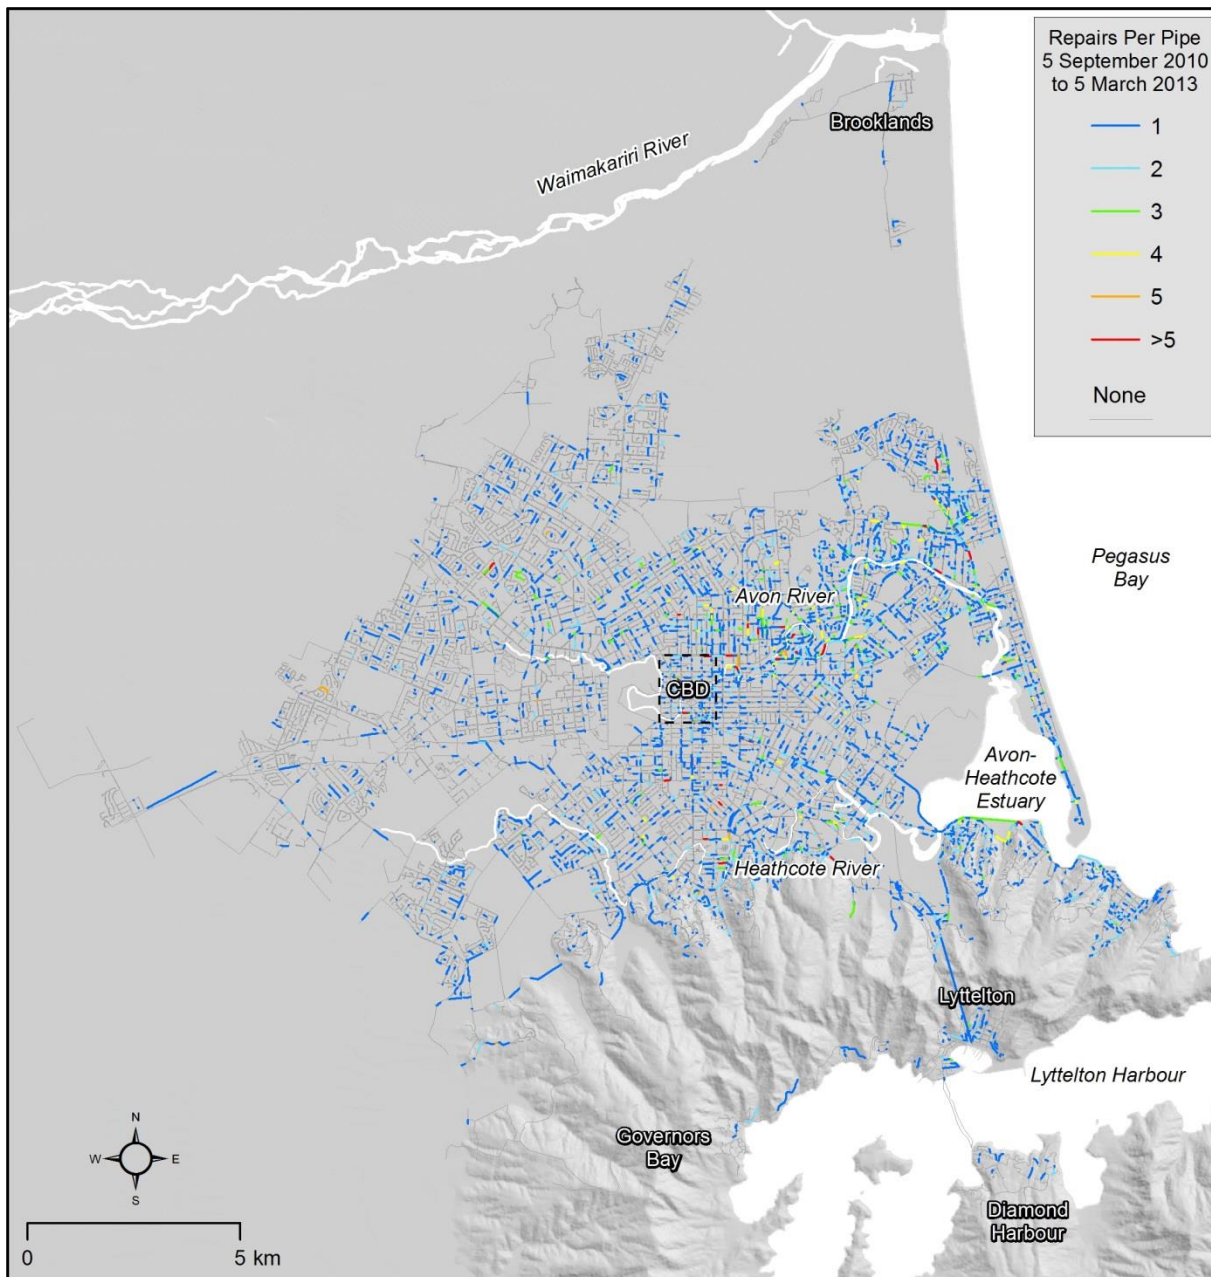 Repairs Per Pipe
5 September 2010
to 5 March 2013
1
2
3
4
5
>5
None
Brooklands
Waimakariri River
Pegasus
Bay
Avon River
CBD
Avon-
Heathcote
Estuary
Heathcote River
Lyttelton
Lyttelton Harbour
Governors
Bay
Diamond
Harbour
N
W
E
S
0
5 km